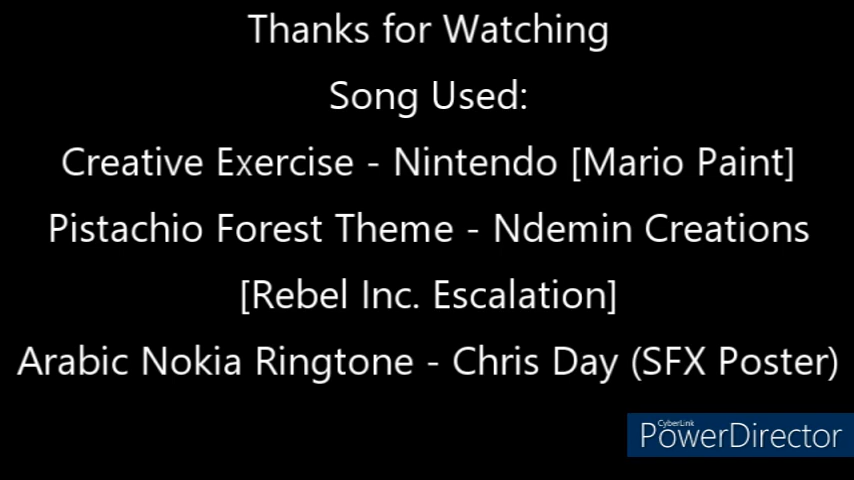 Thanks for Watching
Song Used:
Creative Exercise - Nintendo [Mario Paint]
Pistachio Forest Theme - Ndemin Creations
[Rebel Inc. Escalation]
Arabic Nokia Ringtone - Chris Day (SFX Poster)
CyberLink
PowerDirector